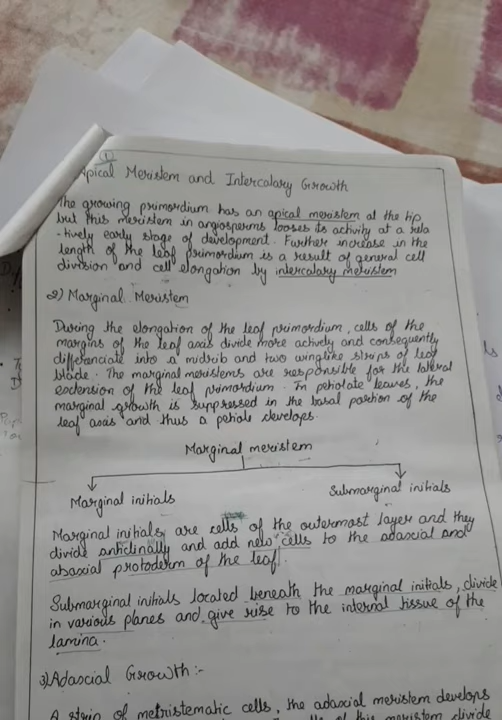 1
Apical Meristem and Intercalary Growth
The growing primordium has an apical meristem at the tip
but this meristem in angiosperms looses its activity at a rela
-tively early stage of development. Further increase in the
length of the leaf primordium is a result of general cell
division and cell elongation by intercalary meristem
2) Marginal Meristem
During the elongation of the leaf primordium, cells of the
margins of the leaf axis divide more actively and consequently
differenciate into a midrib and two winglike strips of leaf
blade. The marginal meristems are responsible for the lateral
extension of the leaf primordium. In petiolate leaves, the
marginal growth is suppressed in the basal portion of the
leaf axis and thus a petiole develops.
Marginal meristem
Marginal initials
Submarginal initials
Marginal initials are cells of the outermost layer and they
divide anticlinally and add new cells to the adaxial and
abaxial protoderm of the leaf.
Submarginal initials located beneath the marginal initials, divide
in various planes and give rise to the internal tissue of the
lamina.
3) Adaxial Growth :-
A strip of metristematic cells, the adaxial meristem develops
of this meristem divide